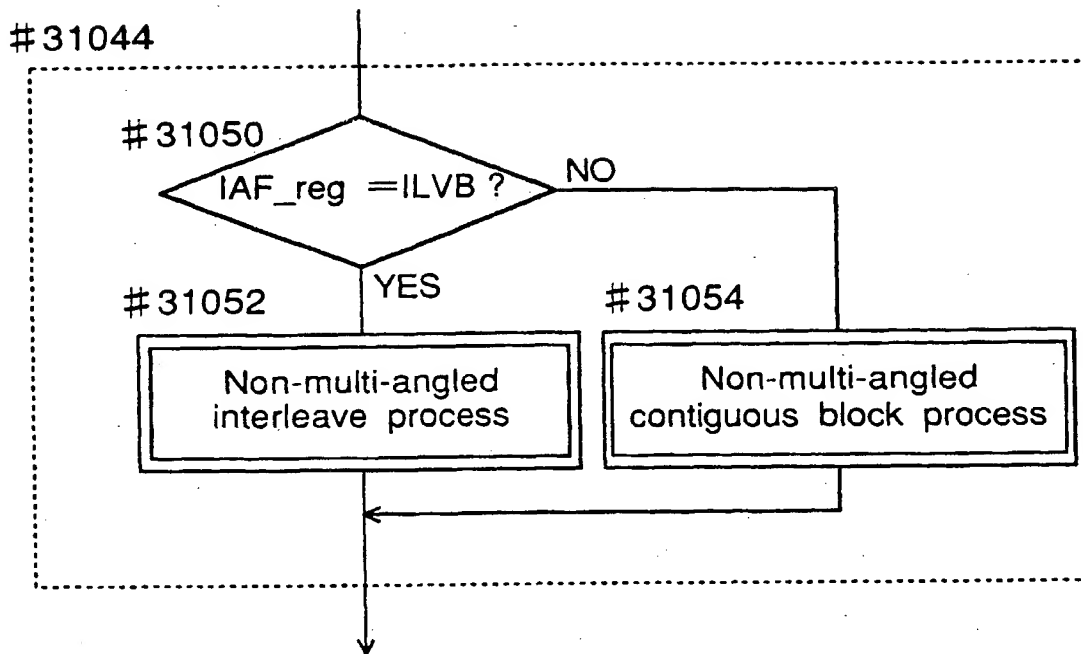 #31044
#31050
IAF_reg =ILVB ?
NO
YES
#31052
#31054
Non-multi-angled
interleave process
Non-multi-angled
contiguous block process